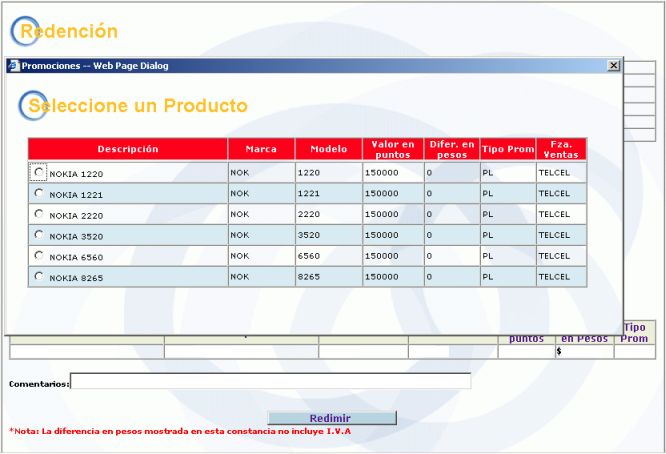 Redención
Promociones -- Web Page Dialog
Seleccione un Producto
Descripción Marca Modelo Valor en puntos Difer. en pesos Tipo Prom Fza. Ventas
NOKIA 1220 NOK 1220 150000 0 PL TELCEL
NOKIA 1221 NOK 1221 150000 0 PL TELCEL
NOKIA 2220 NOK 2220 150000 0 PL TELCEL
NOKIA 3520 NOK 3520 150000 0 PL TELCEL
NOKIA 6560 NOK 6560 150000 0 PL TELCEL
NOKIA 8265 NOK 8265 150000 0 PL TELCEL
puntos en Pesos Tipo Prom
$
Comentarios:
Redimir
*Nota: La diferencia en pesos mostrada en esta constancia no incluye I.V.A